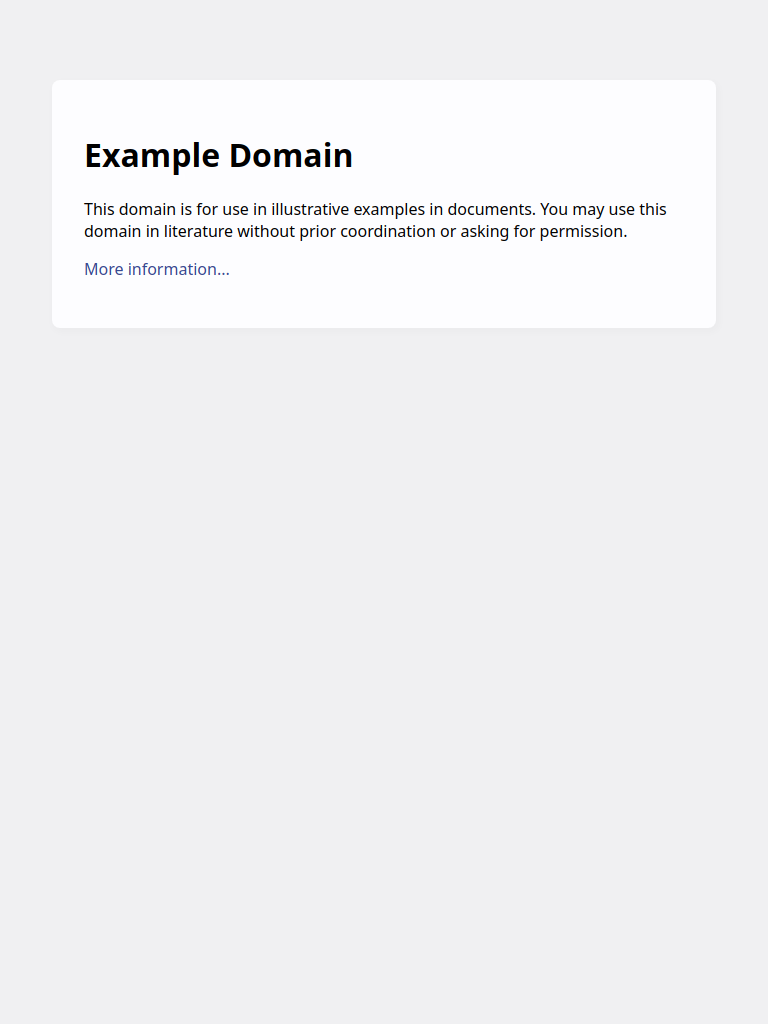 Example Domain
This domain is for use in illustrative examples in documents. You may use this
domain in literature without prior coordination or asking for permission.
More information...